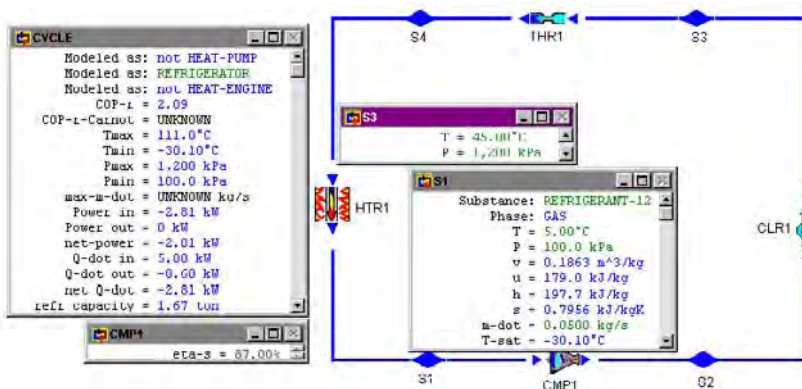 S4
THR1
S3
CYCLE
Modeled as: not HEAT-PUMP
Modeled as: REFRIGERATOR
Modeled as: not HEAT-ENGINE
COP-r = 2.09
COP-r-Carnot = UNKNOWN
Tmax = 111.0°C
Tmin = -30.10°C
Pmax = 1,200 kPa
Pmin = 100.0 kPa
max-m-dot = UNKNOWN kg/s
Power in = -2.81 kW
Power out = 0 kW
net-power = -2.81 kW
Q-dot in = 5.00 kW
Q-dot out = -8.68 kW
net Q-dot = -2.81 kW
refr capacity = 1.67 ton
S3
T = 45.00°C
P = 1,200 kPa
HTR1
S1
Substance: REFRIGERANT-12
Phase: GAS
T = 5.00°C
P = 100.0 kPa
v = 0.1863 m^3/kg
u = 179.0 kJ/kg
h = 197.7 kJ/kg
s = 0.7956 kJ/kgK
m-dot = 0.0500 kg/s
T-sat = -30.10°C
CLR1
CMP1
eta-s = 87.00%
S1
CMP1
S2